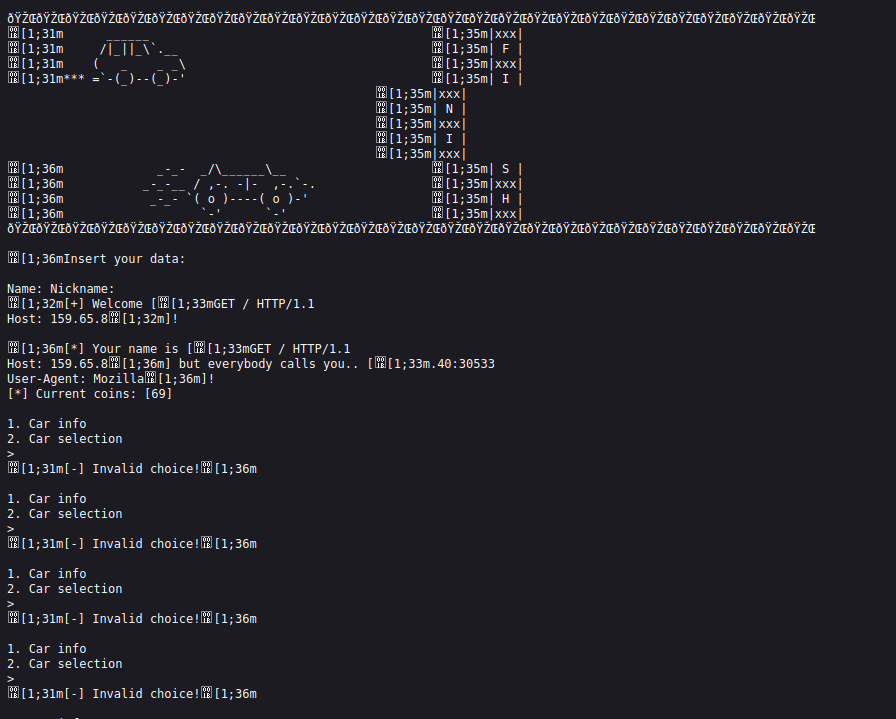 ðŸŽŒðŸŽŒðŸŽŒðŸŽŒðŸŽŒðŸŽŒðŸŽŒðŸŽŒðŸŽŒðŸŽŒðŸŽŒðŸŽŒðŸŽŒðŸŽŒðŸŽŒðŸŽŒðŸŽŒðŸŽŒðŸŽŒðŸŽŒðŸŽŒðŸŽŒðŸŽŒðŸŽŒðŸŽŒðŸŽŒðŸŽŒðŸŽŒðŸŽŒ
[1;31m      ______                                       [1;35m|xxx|
[1;31m     /|_||_\`.__                                   [1;35m| F |
[1;31m    (   _    _ _\                                  [1;35m|xxx|
[1;31m*** =`-(_)--(_)-'                                  [1;35m| I |
[1;35m|xxx|
[1;35m| N |
[1;35m|xxx|
[1;35m| I |
[1;35m|xxx|
[1;36m             _-_-  _/\______\__                    [1;35m| S |
[1;36m           _-_-__ / ,-. -|-  ,-.`-.                [1;35m|xxx|
[1;36m            _-_- `( o )----( o )-'                 [1;35m| H |
[1;36m                   `-'      `-'                    [1;35m|xxx|
ðŸŽŒðŸŽŒðŸŽŒðŸŽŒðŸŽŒðŸŽŒðŸŽŒðŸŽŒðŸŽŒðŸŽŒðŸŽŒðŸŽŒðŸŽŒðŸŽŒðŸŽŒðŸŽŒðŸŽŒðŸŽŒðŸŽŒðŸŽŒðŸŽŒðŸŽŒðŸŽŒðŸŽŒðŸŽŒðŸŽŒðŸŽŒðŸŽŒðŸŽŒ
[1;36mInsert your data:
Name: Nickname:
[1;32m[+] Welcome [[1;33mGET / HTTP/1.1
Host: 159.65.8[1;32m]!
[1;36m[*] Your name is [[1;33mGET / HTTP/1.1
Host: 159.65.8[1;36m] but everybody calls you.. [[1;33m.40:30533
User-Agent: Mozilla[1;36m]!
[*] Current coins: [69]
1. Car info
2. Car selection
>
[1;31m[-] Invalid choice![1;36m
1. Car info
2. Car selection
>
[1;31m[-] Invalid choice![1;36m
1. Car info
2. Car selection
>
[1;31m[-] Invalid choice![1;36m
1. Car info
2. Car selection
>
[1;31m[-] Invalid choice![1;36m